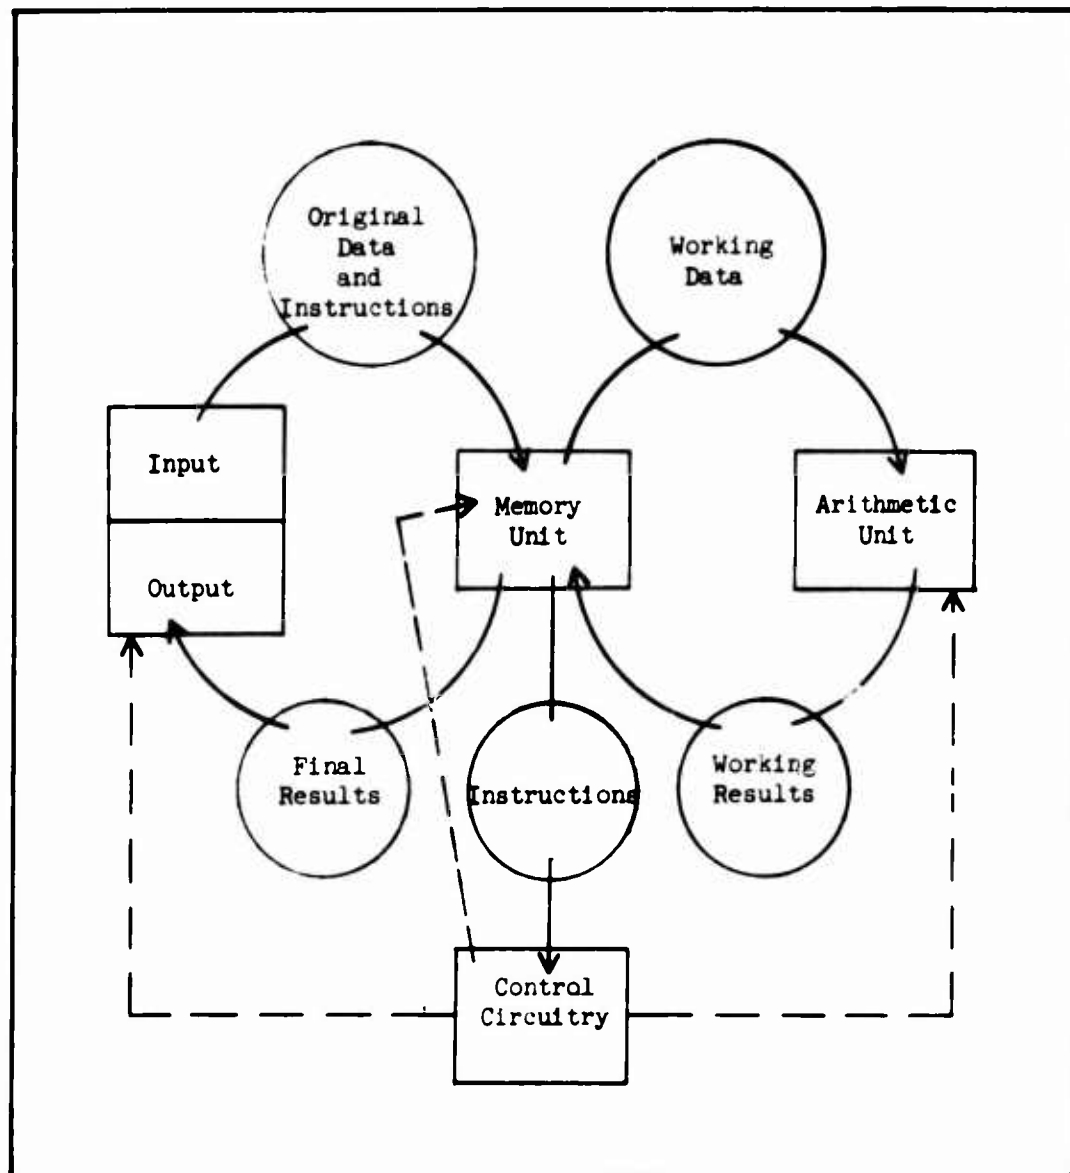 Original
Data
and
Instructions
Working
Data
Input
Memory
Unit
Arithmetic
Unit
Output
Final
Results
Instructions
Working
Results
Control
Circuitry